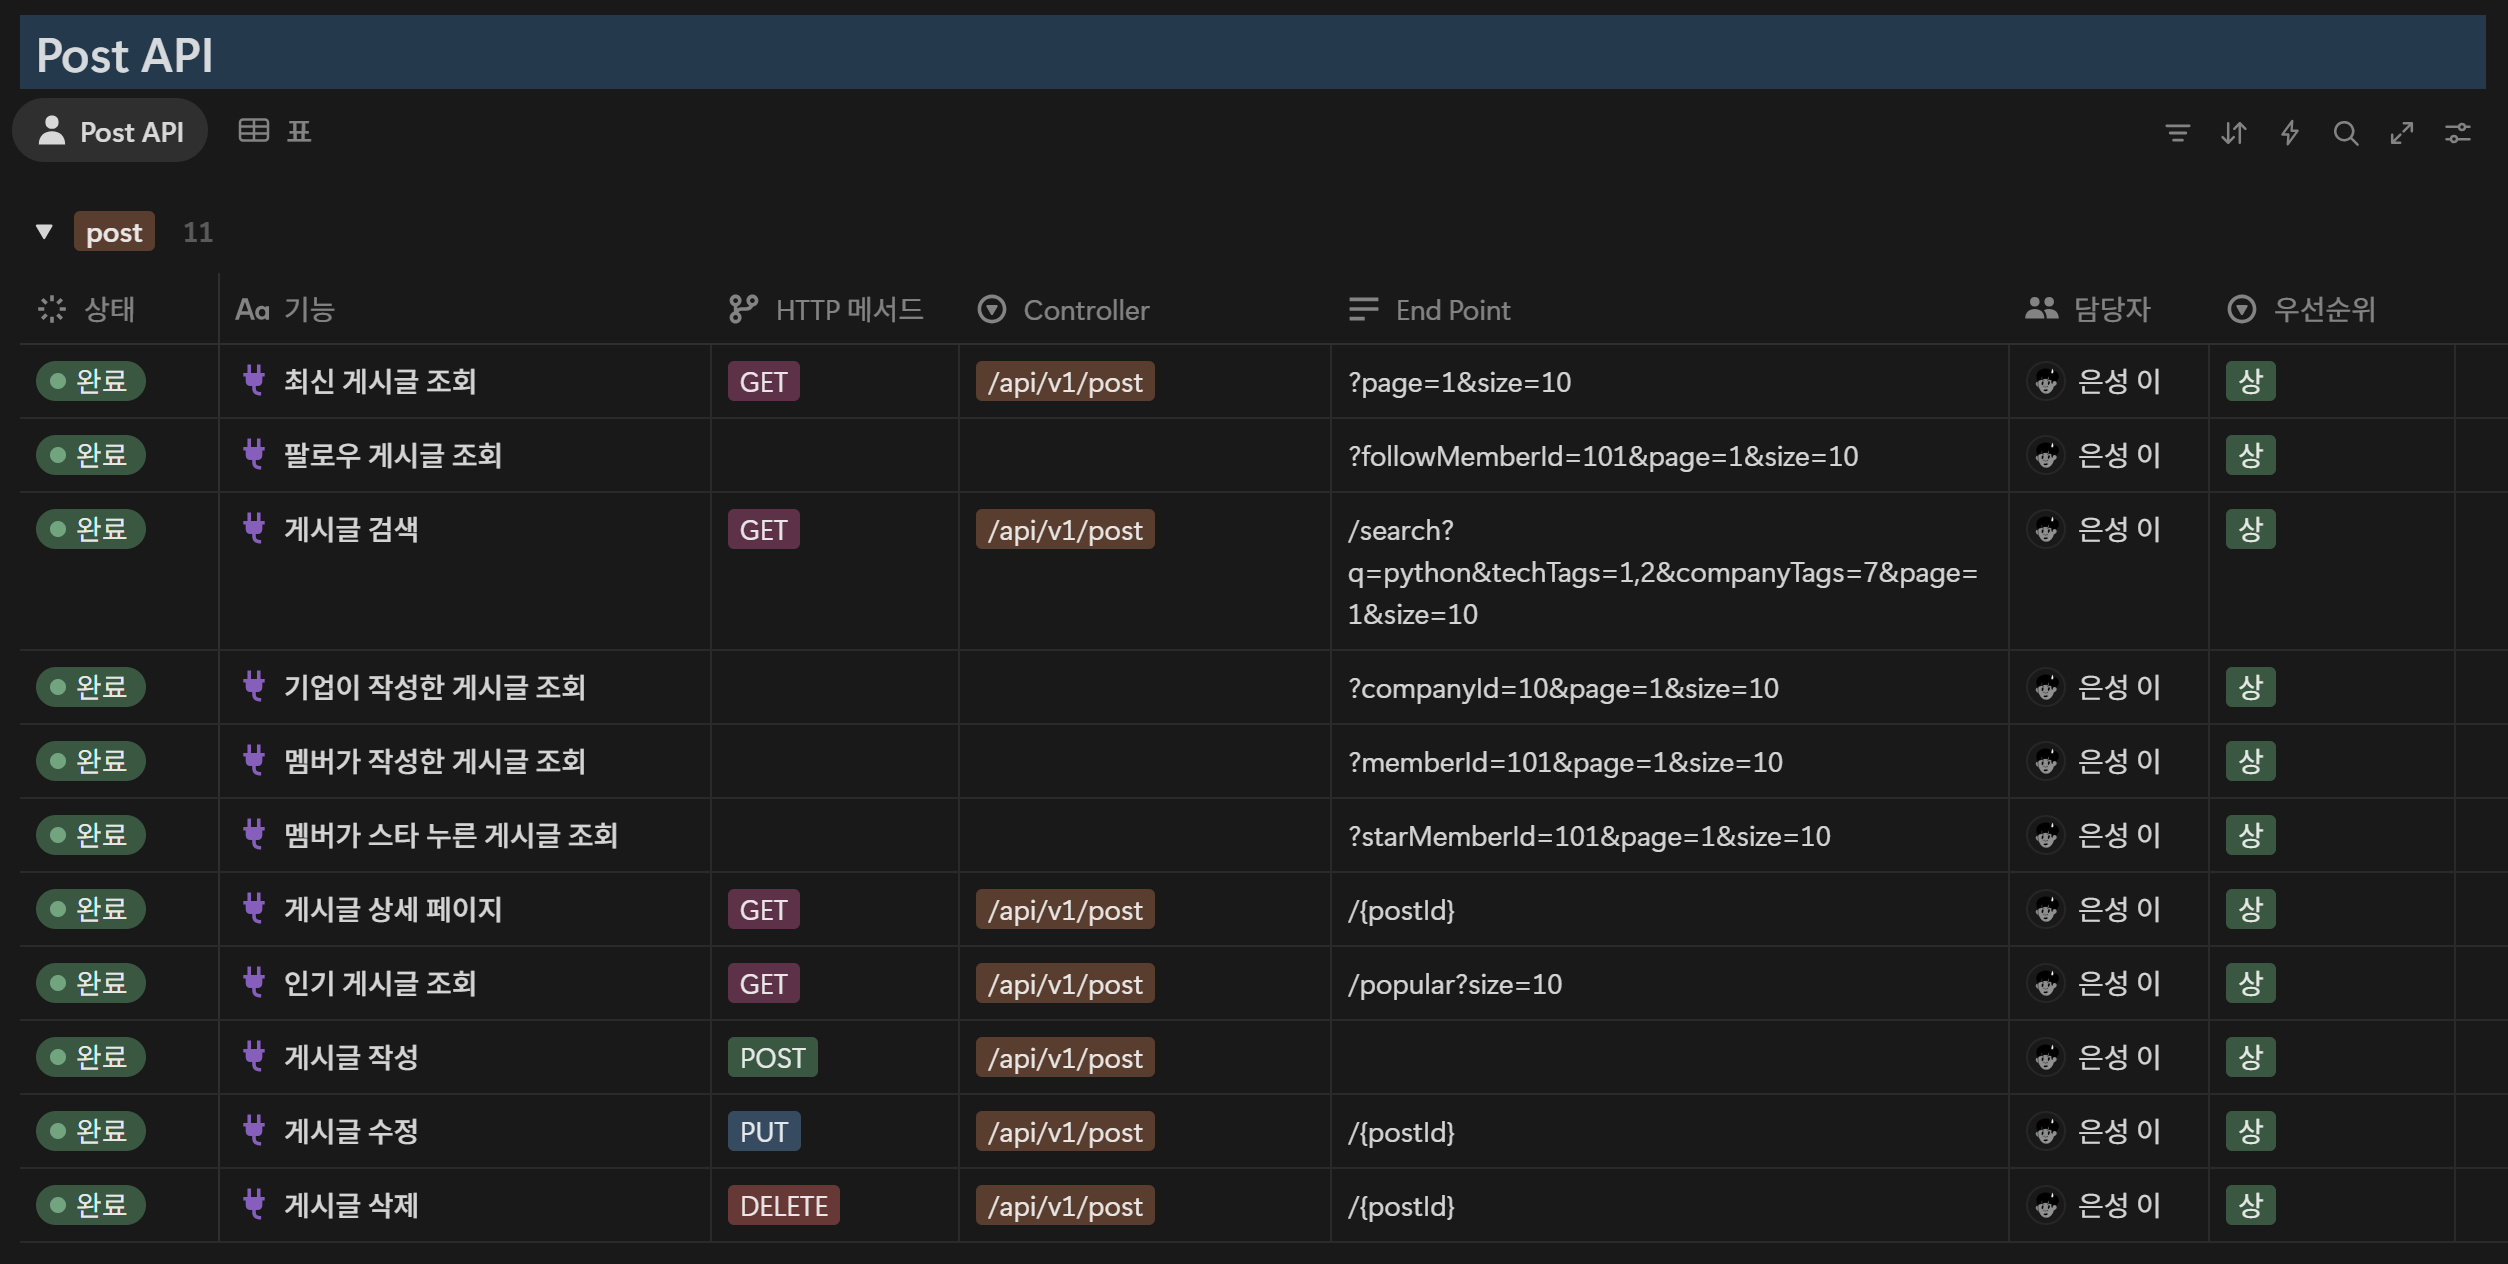 Post API
Post API 표
post 11
상태 Aa 기능 HTTP 메서드 Controller End Point 담당자 우선순위
완료 최신 게시글 조회 GET /api/v1/post ?page=1&size=10 은성 이 상
완료 팔로우 게시글 조회 ?followMemberId=101&page=1&size=10 은성 이 상
완료 게시글 검색 GET /api/v1/post /search? 은성 이 상
q=python&techTags=1,2&companyTags=7&page=
1&size=10
완료 기업이 작성한 게시글 조회 ?companyId=10&page=1&size=10 은성 이 상
완료 멤버가 작성한 게시글 조회 ?memberId=101&page=1&size=10 은성 이 상
완료 멤버가 스타 누른 게시글 조회 ?starMemberId=101&page=1&size=10 은성 이 상
완료 게시글 상세 페이지 GET /api/v1/post /{postId} 은성 이 상
완료 인기 게시글 조회 GET /api/v1/post /popular?size=10 은성 이 상
완료 게시글 작성 POST /api/v1/post 은성 이 상
완료 게시글 수정 PUT /api/v1/post /{postId} 은성 이 상
완료 게시글 삭제 DELETE /api/v1/post /{postId} 은성 이 상